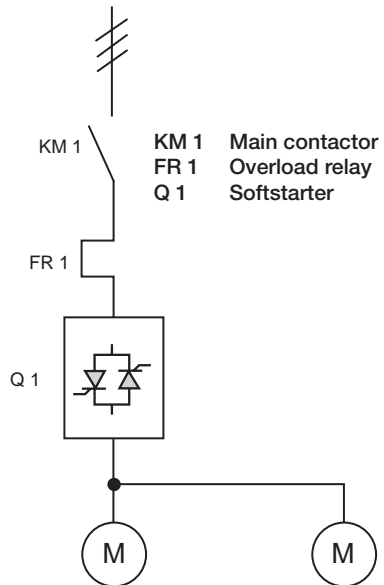 KM 1
KM 1 Main contactor
FR 1 Overload relay
Q 1 Softstarter
FR 1
Q 1
M M